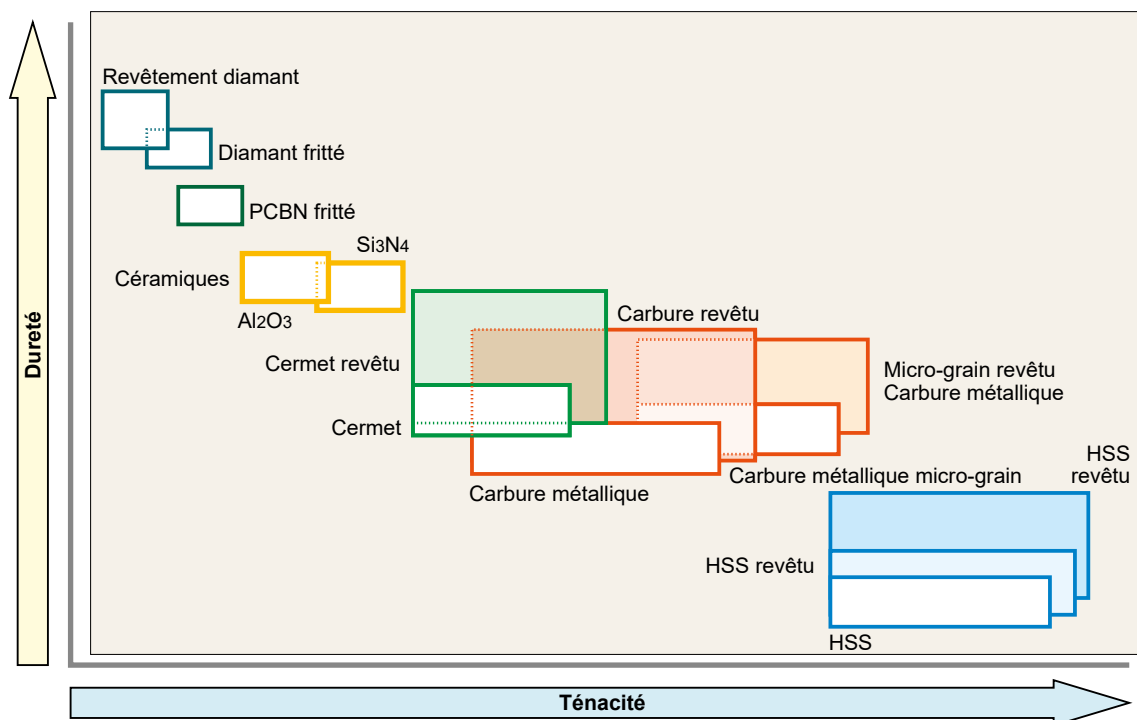 Revêtement diamant
Diamant fritté
PCBN fritté
Si3N4
Céramiques
Al2O3
Carbure revêtu
Cermet revêtu
Micro-grain revêtu
Carbure métallique
Cermet
HSS
revêtu
Carbure métallique micro-grain
Carbure métallique
HSS revêtu
HSS
Dureté
Ténacité